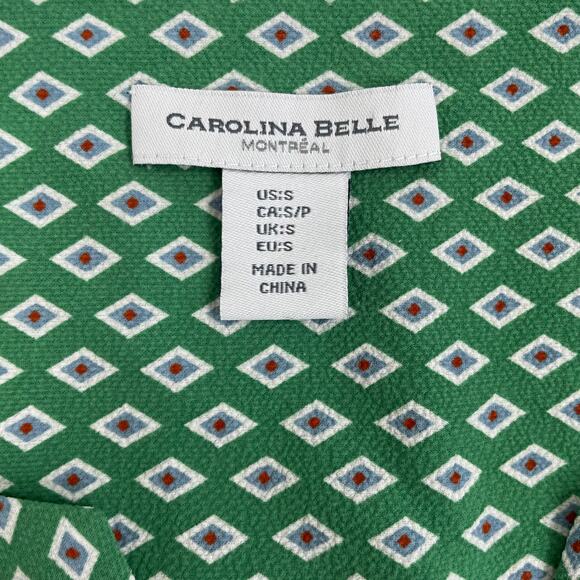 CAROLINA BELLE
MONTRÉAL
US:S
CA:S/P
UK:S
EU:S
MADE IN
CHINA